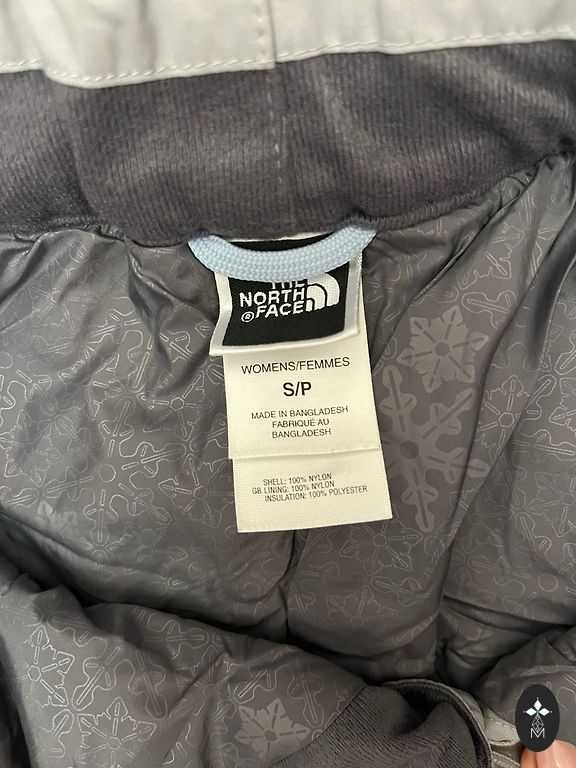 THE
NORTH
® FACE
WOMENS/FEMMES
S/P
MADE IN BANGLADESH
FABRIQUÉ AU
BANGLADESH
SHELL: 100% NYLON
GB LINING: 100% NYLON
INSULATION: 100% POLYESTER
M